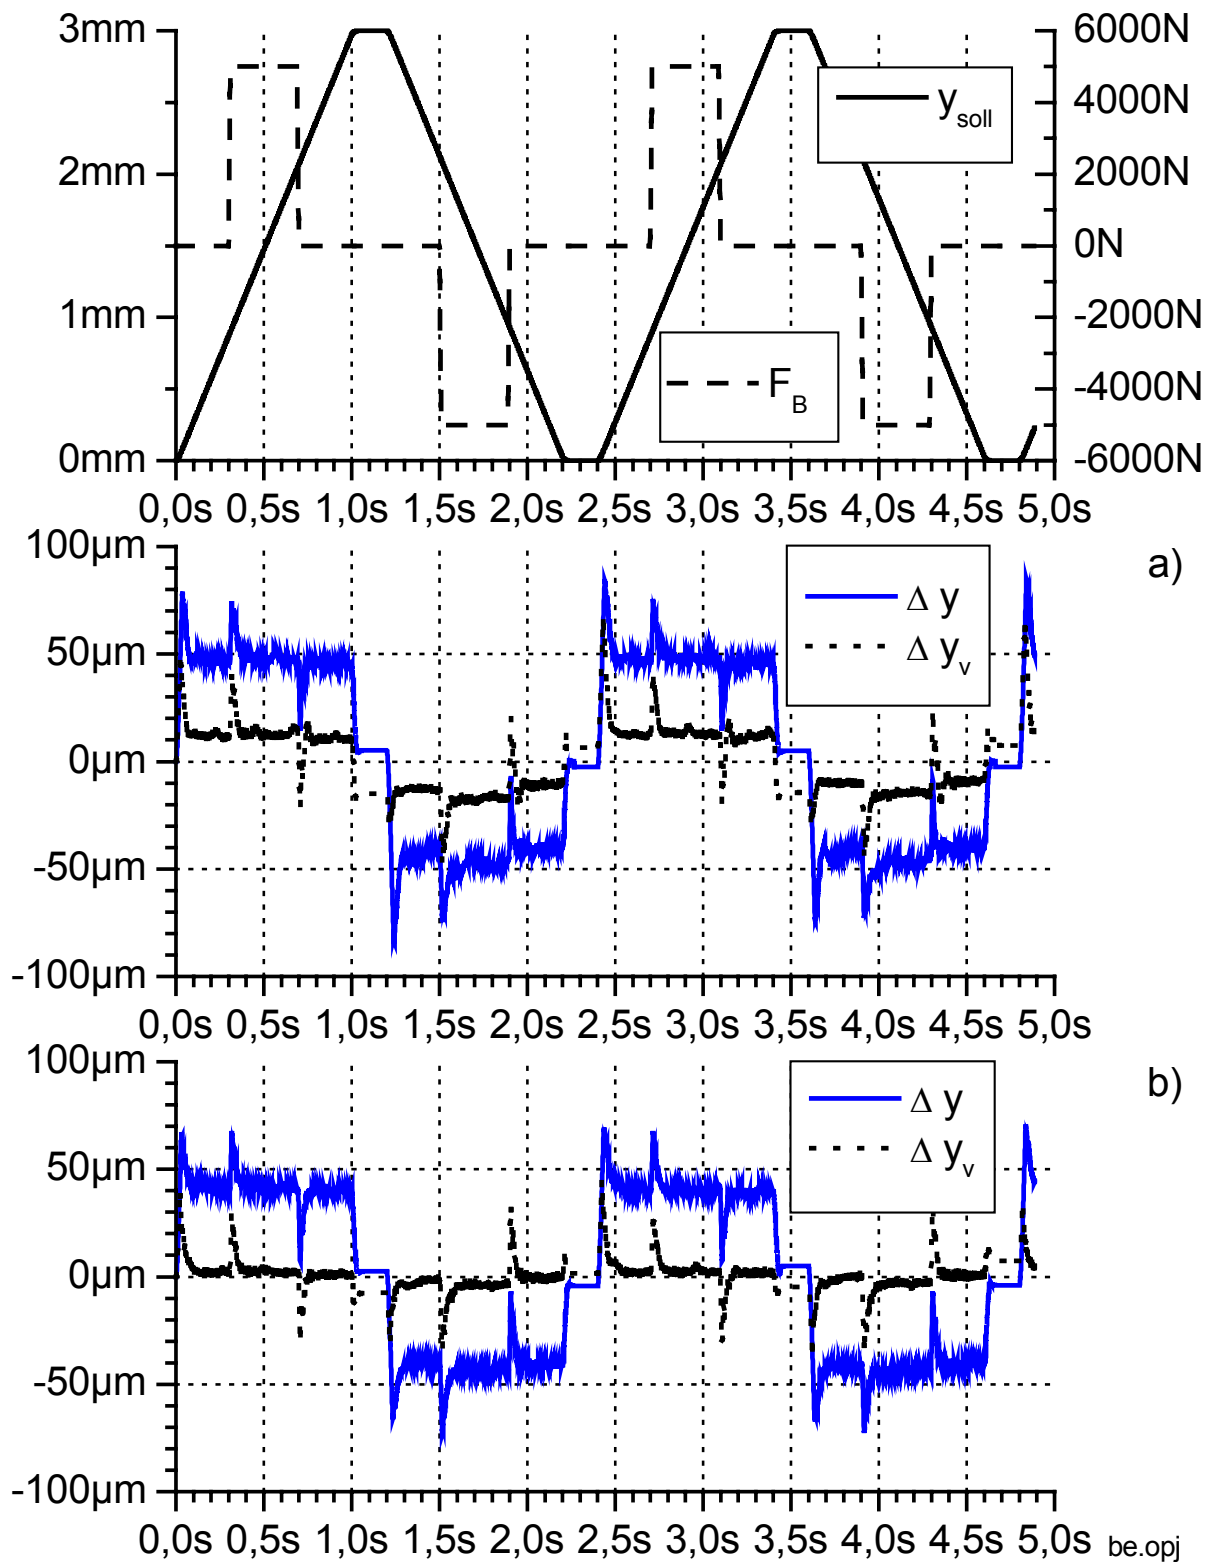 3mm
6000N
y_soll
4000N
2mm
2000N
0N
1mm
-2000N
F_B
-4000N
0mm
-6000N
0,0s 0,5s 1,0s 1,5s 2,0s 2,5s 3,0s 3,5s 4,0s 4,5s 5,0s
100µm
a)
Δ y
50µm
Δ y_v
0µm
-50µm
-100µm
0,0s 0,5s 1,0s 1,5s 2,0s 2,5s 3,0s 3,5s 4,0s 4,5s 5,0s
100µm
b)
Δ y
50µm
Δ y_v
0µm
-50µm
-100µm
0,0s 0,5s 1,0s 1,5s 2,0s 2,5s 3,0s 3,5s 4,0s 4,5s 5,0s
be.opj